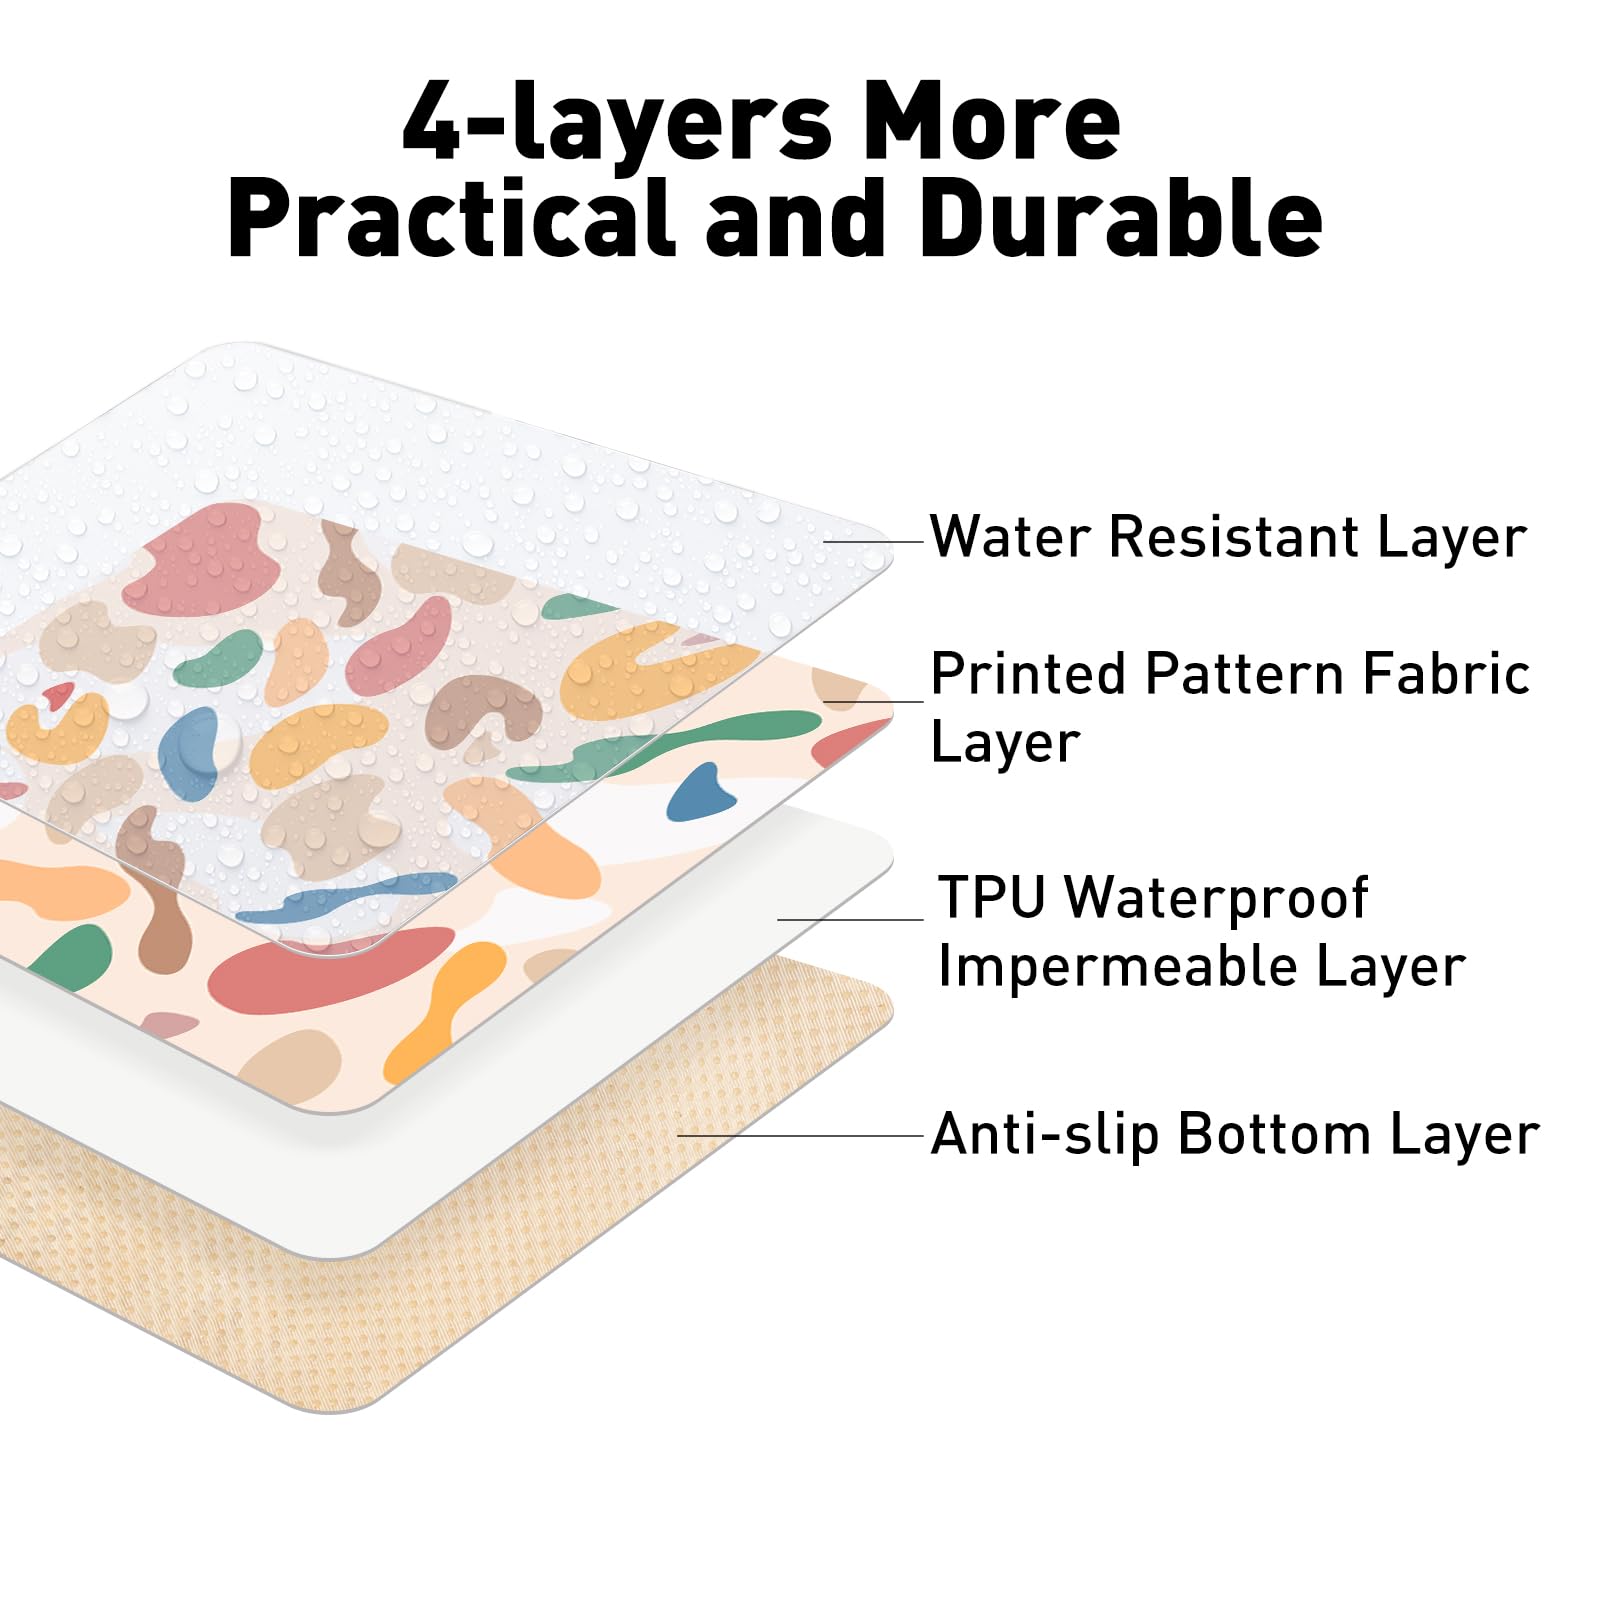 4-layers More
Practical and Durable
Water Resistant Layer
Printed Pattern Fabric
Layer
TPU Waterproof
Impermeable Layer
Anti-slip Bottom Layer